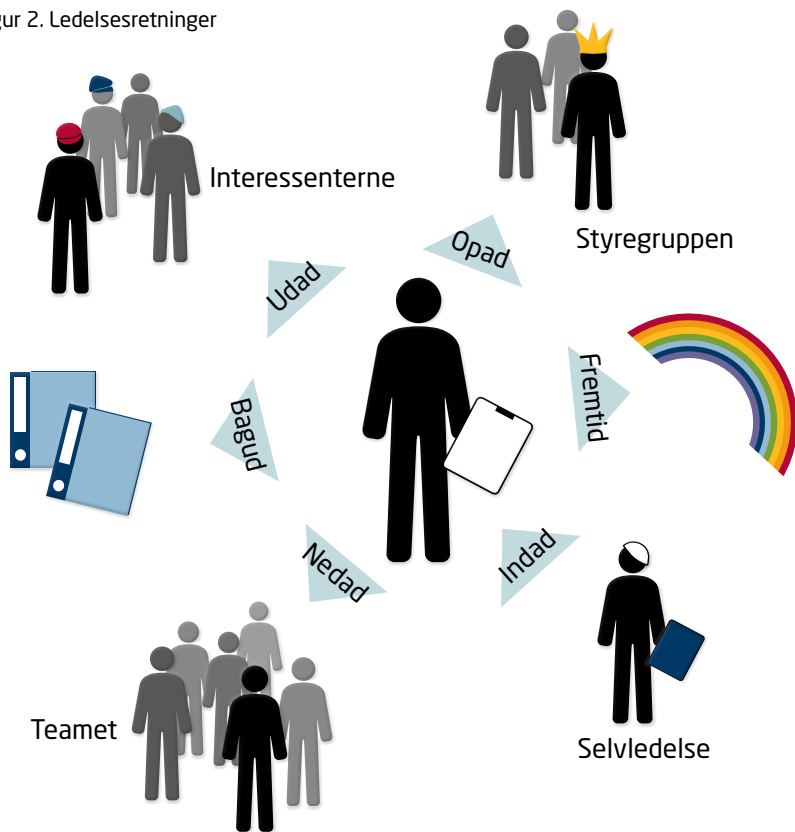 gur 2. Ledelsesretninger
Interessenterne
Styregruppen
Opad
Udad
Fremtid
Bagud
Indad
Nedad
Teamet
Selvledelse